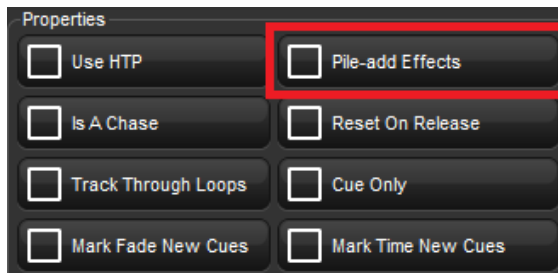 Properties
Use HTP
Pile-add Effects
Is A Chase
Reset On Release
Track Through Loops
Cue Only
Mark Fade New Cues
Mark Time New Cues